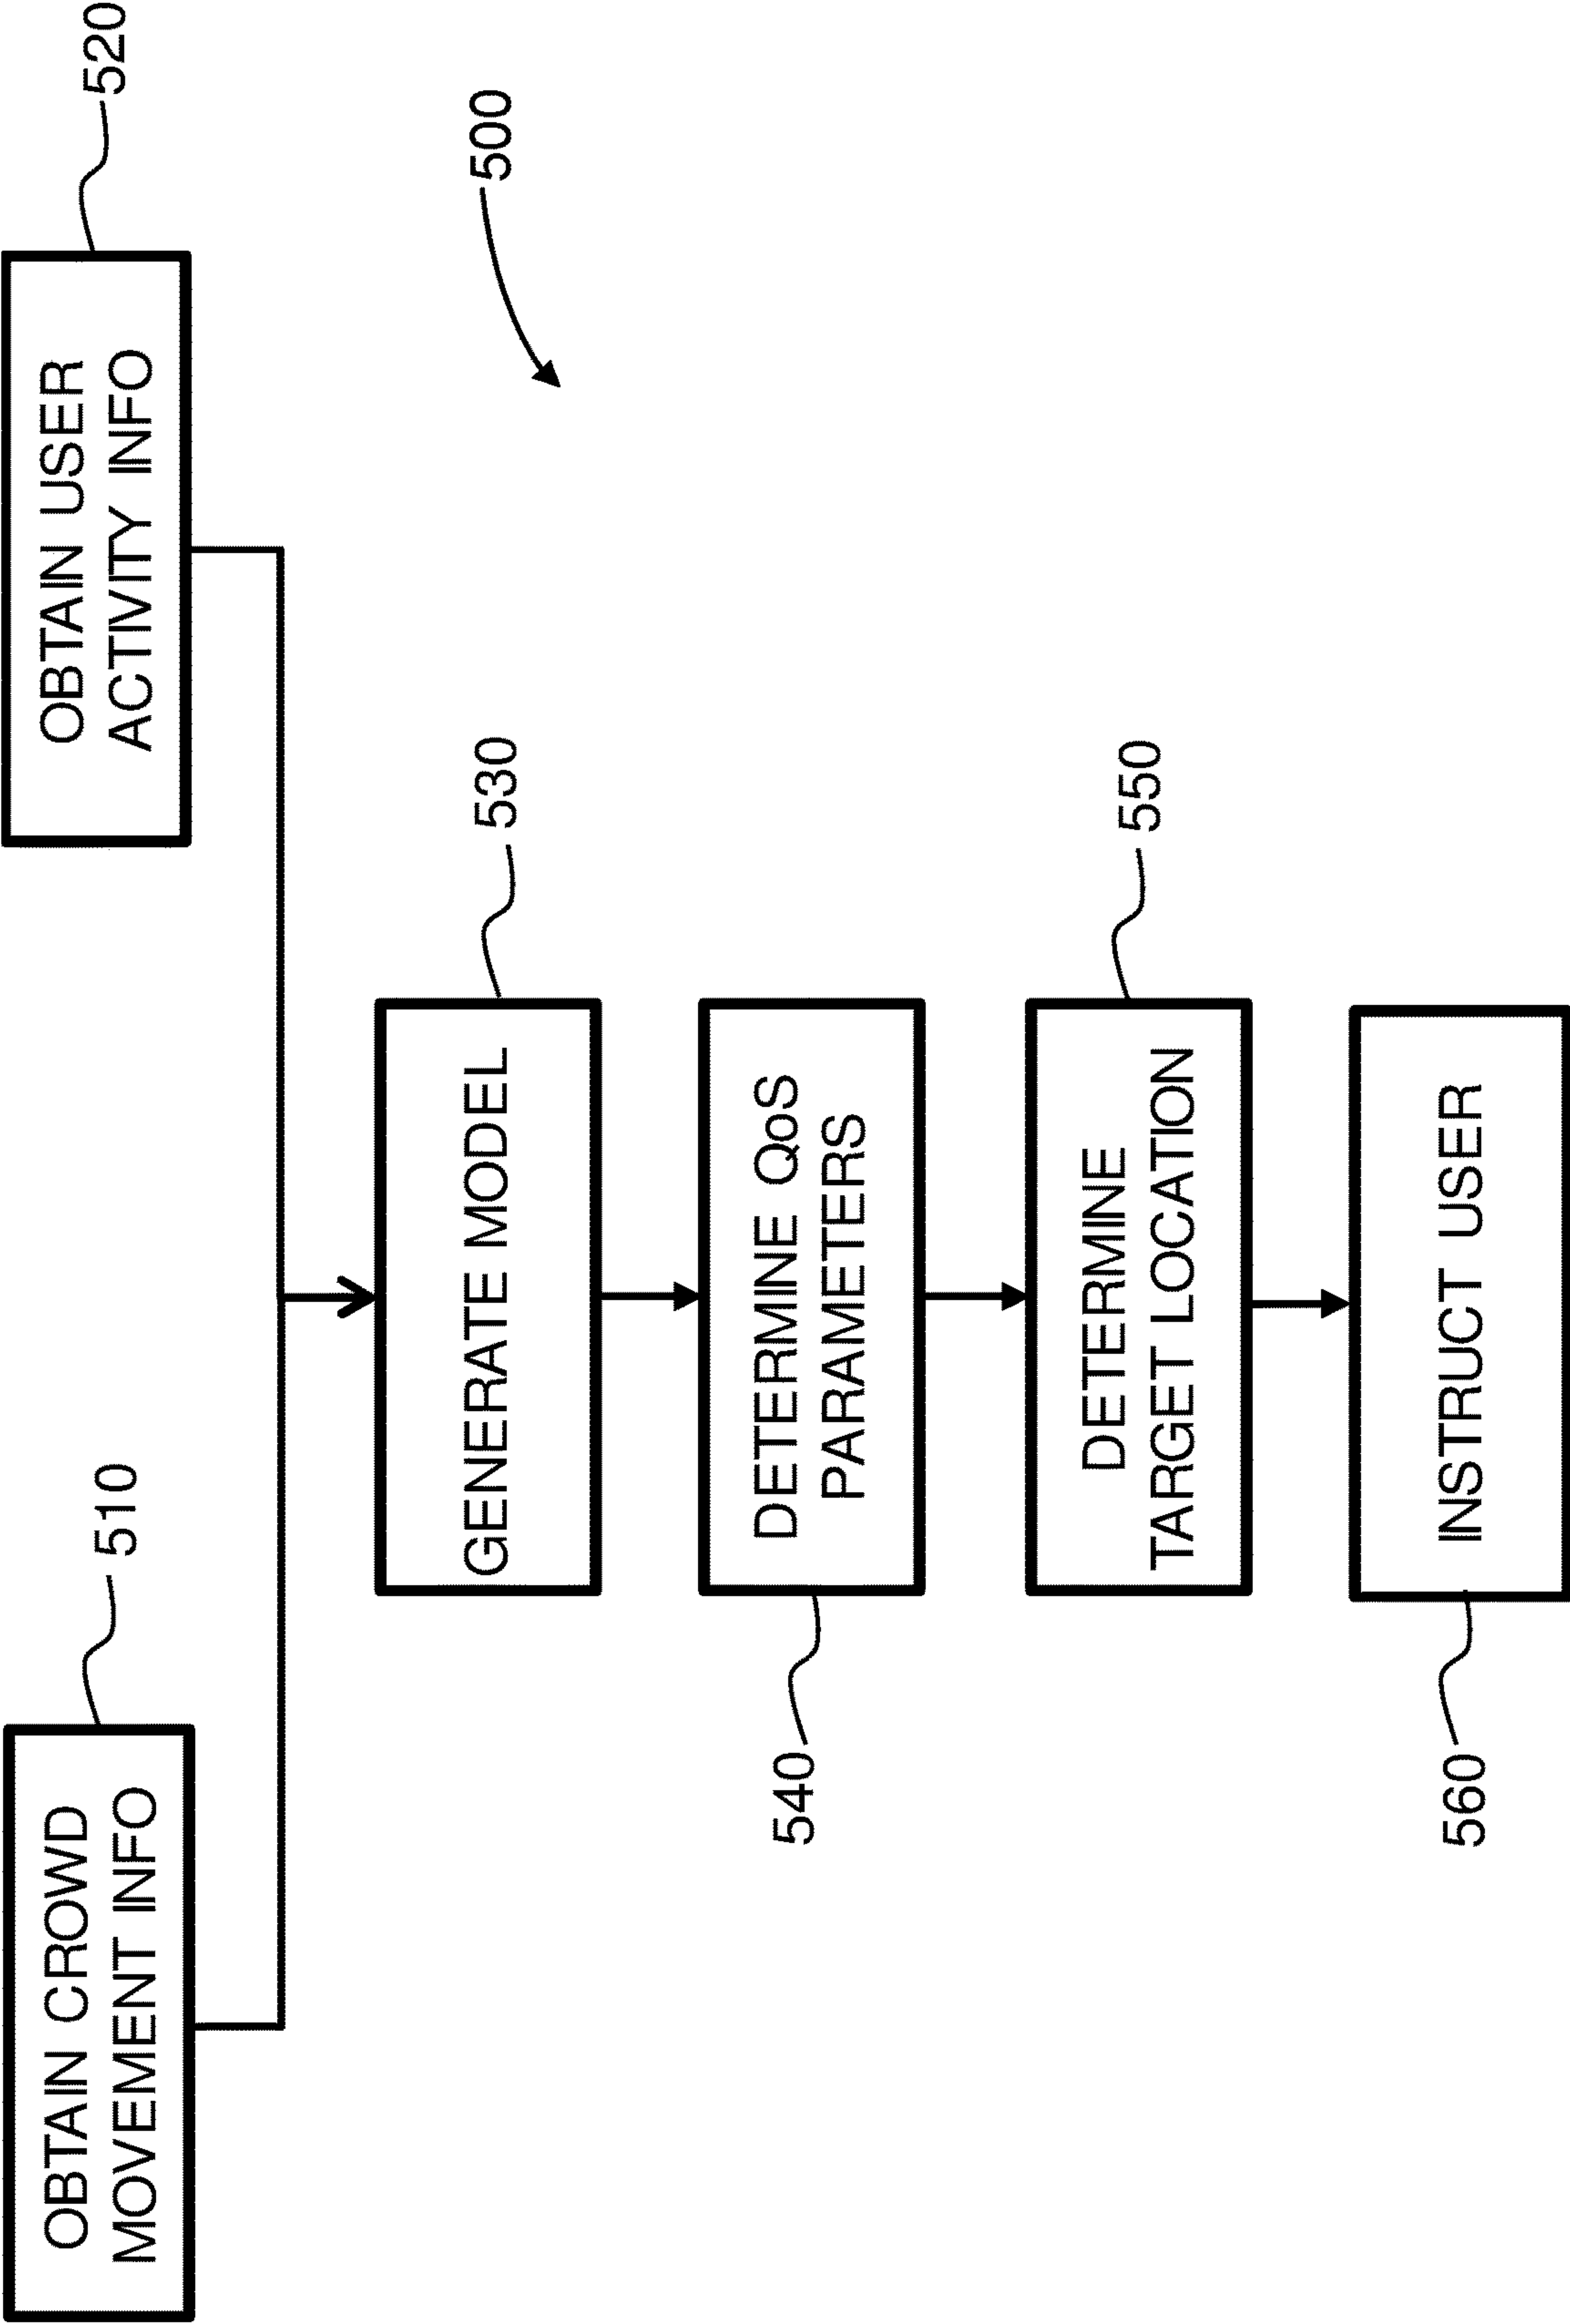 OBTAIN CROWD
MOVEMENT INFO
510
OBTAIN USER
ACTIVITY INFO
520
500
GENERATE MODEL
530
DETERMINE QoS
PARAMETERS
540
DETERMINE
TARGET LOCATION
550
INSTRUCT USER
560